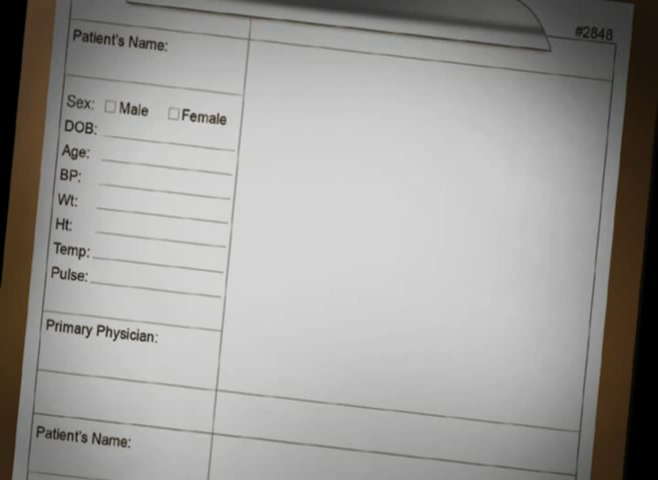 #2848
Patient's Name:
Sex: Male Female
DOB:
Age:
BP:
Wt:
Ht:
Temp:
Pulse:
Primary Physician:
Patient's Name: